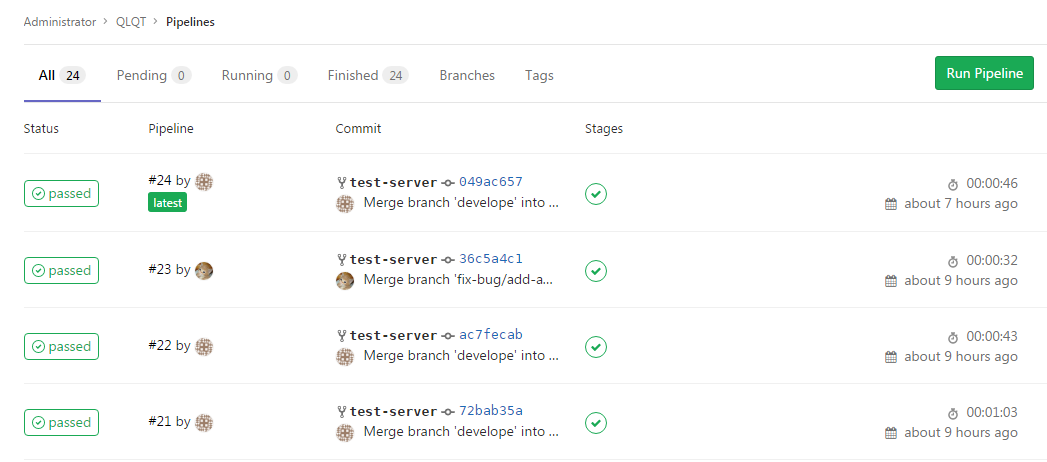 Administrator > QLQT > Pipelines
All 24 Pending 0 Running 0 Finished 24 Branches Tags Run Pipeline
Status Pipeline Commit Stages
passed #24 by latest test-server 049ac657 00:00:46
Merge branch 'develope' into ... about 7 hours ago
passed #23 by test-server 36c5a4c1 00:00:32
Merge branch 'fix-bug/add-a... about 9 hours ago
passed #22 by test-server ac7fecab 00:00:43
Merge branch 'develope' into ... about 9 hours ago
passed #21 by test-server 72bab35a 00:01:03
Merge branch 'develope' into ... about 9 hours ago